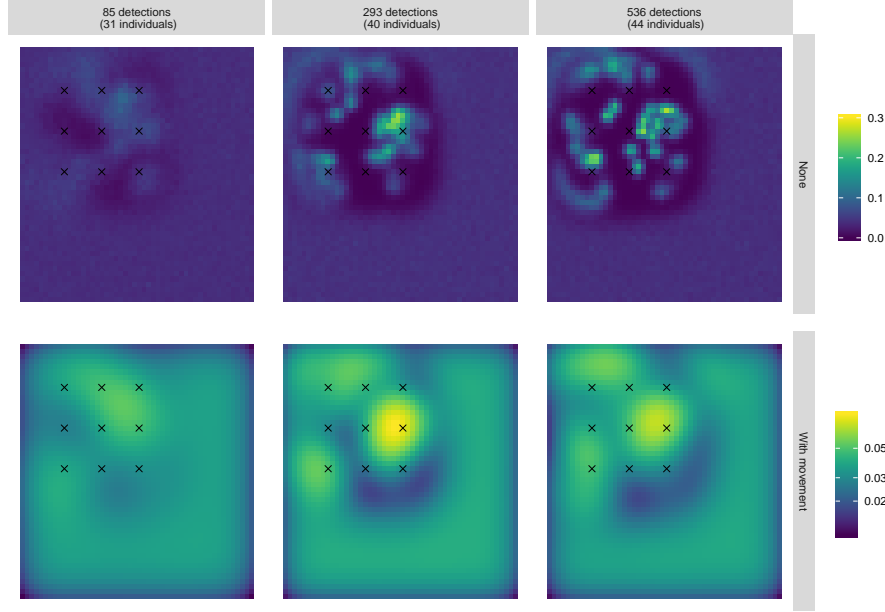 85 detections
(31 individuals)
293 detections
(40 individuals)
536 detections
(44 individuals)
None
0.3
0.2
0.1
0.0
With movement
0.05
0.03
0.02